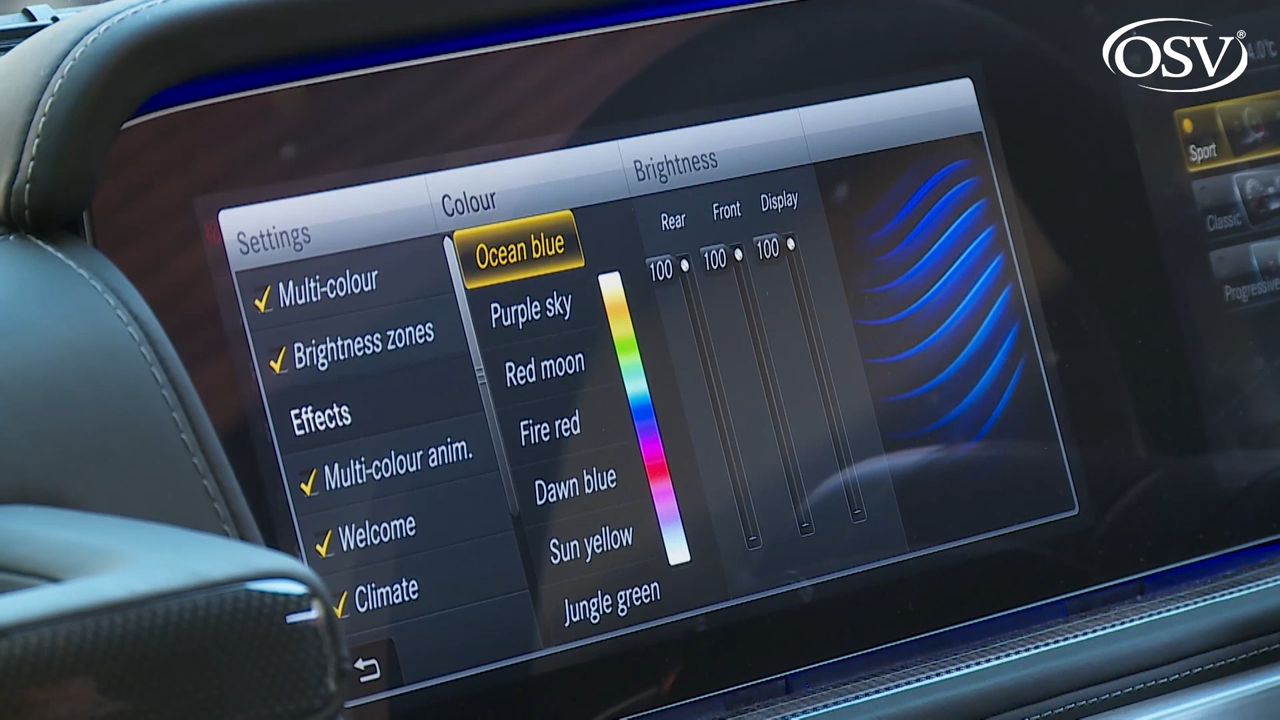 OSV®
Settings
Multi-colour
Brightness zones
Effects
Multi-colour anim.
Welcome
Climate
Colour
Ocean blue
Purple sky
Red moon
Fire red
Dawn blue
Sun yellow
Jungle green
Brightness
Rear
Front
Display
100
100
100
Sport
Classic
Progressive